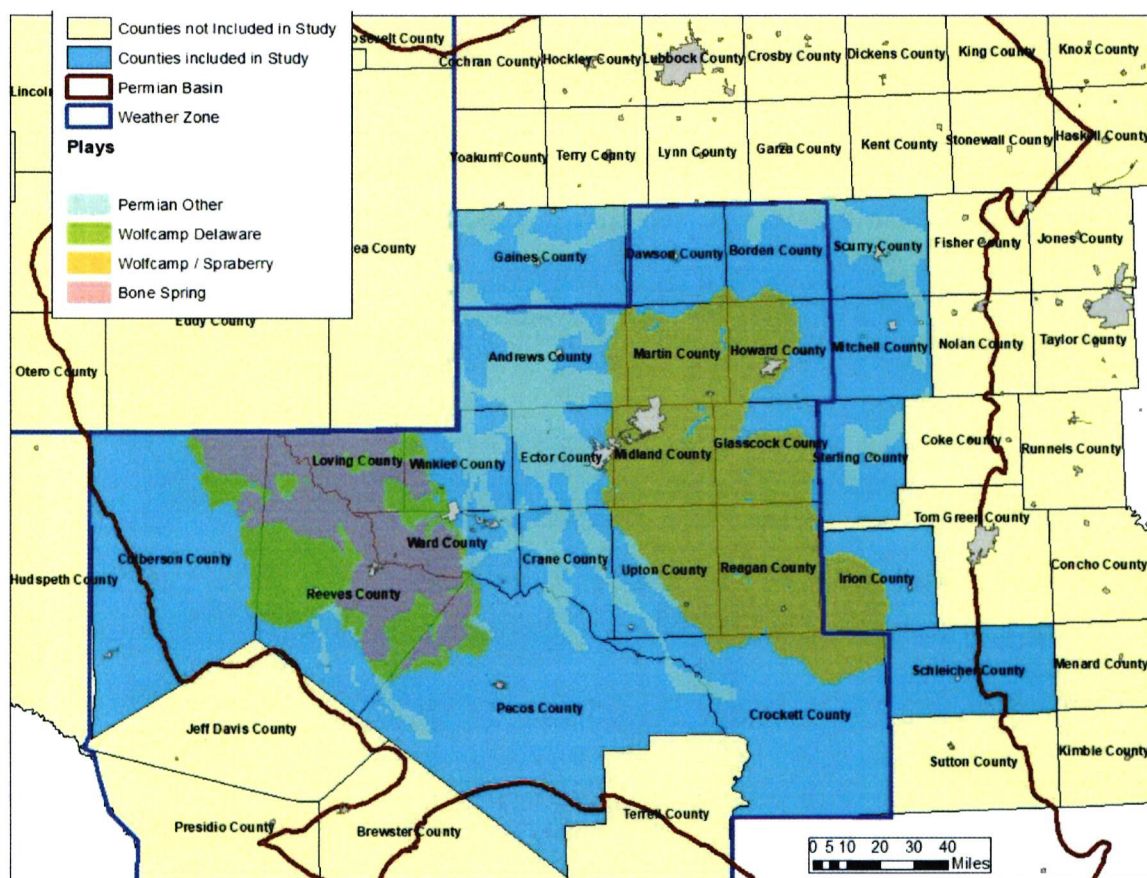 Counties not Included in Study
Counties included in Study
Permian Basin
Weather Zone
Plays
Permian Other
Wolfcamp Delaware
Wolfcamp / Spraberry
Bone Spring
Lincoln
osevelt County
Cochran County
Hockley County
Lubbock County
Crosby County
Dickens County
King County
Knox County
Yoakum County
Terry County
Lynn County
Garza County
Kent County
Stonewall County
Haskell County
ea County
Gaines County
Dawson County
Borden County
Scurry County
Fisher County
Jones County
Eddy County
Otero County
Andrews County
Martin County
Howard County
Mitchell County
Nolan County
Taylor County
Loving County
Winkler County
Ector County
Midland County
Glasscock County
Sterling County
Coke County
Runnels County
Hudspeth County
Culberson County
Reeves County
Ward County
Crane County
Upton County
Reagan County
Irion County
Tom Green County
Concho County
Jeff Davis County
Pecos County
Crockett County
Schleicher County
Menard County
Presidio County
Brewster County
Terrell County
Sutton County
Kimble County
0 5 10 20 30 40
Miles